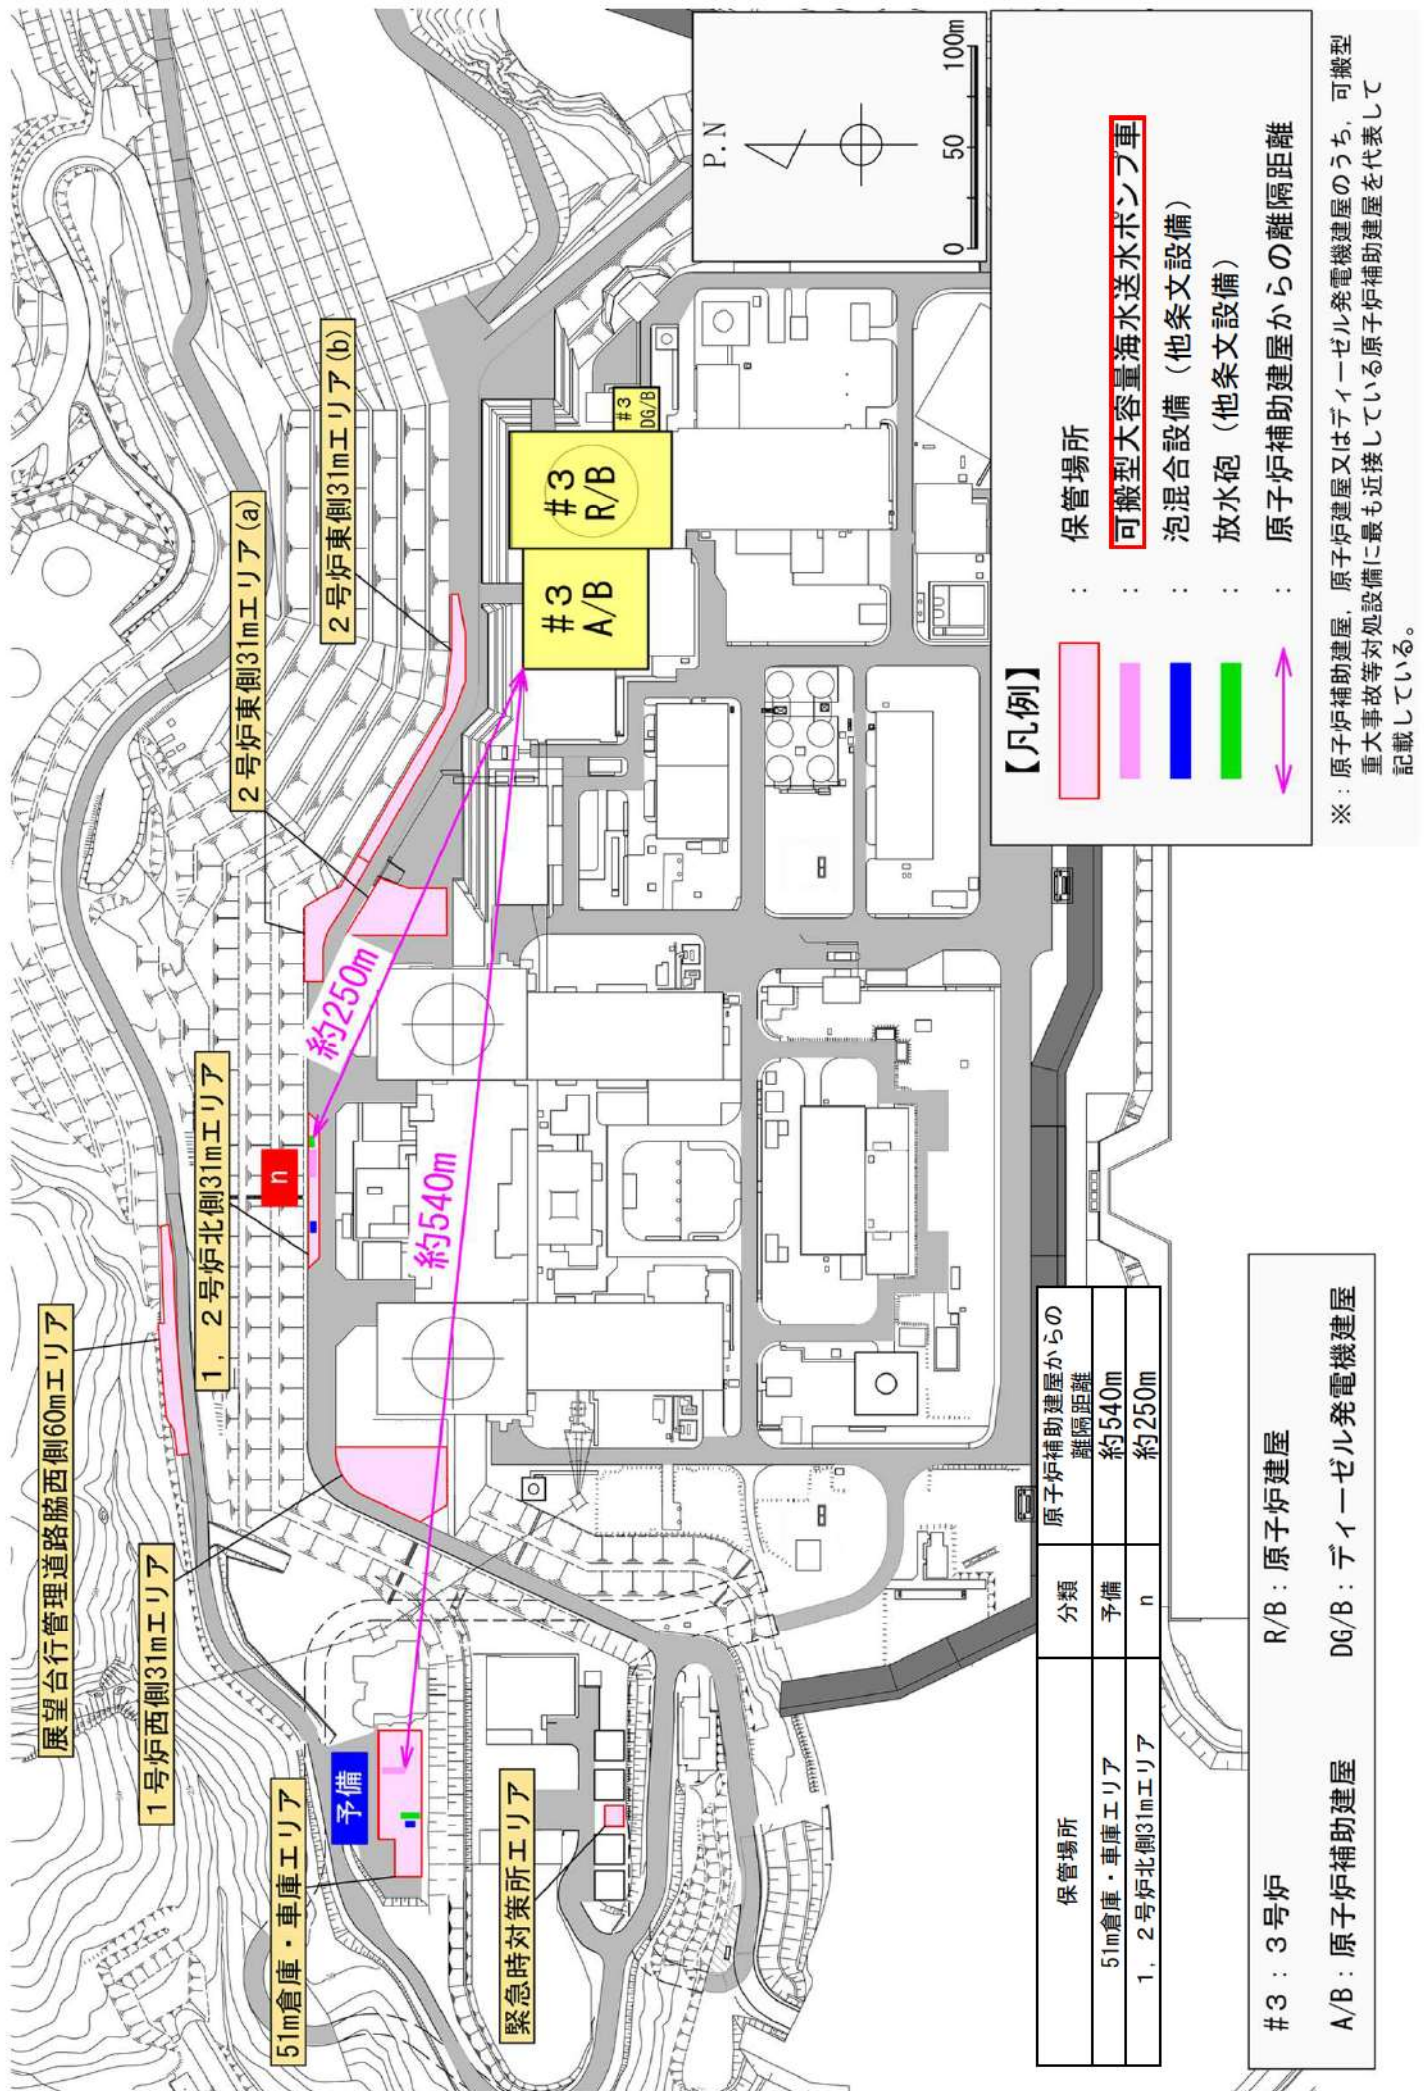 展望台行管理道路脇西側60mエリア
1号炉西側31mエリア
1,2号炉北側31mエリア
2号炉東側31mエリア(a)
2号炉東側31mエリア(b)
51m倉庫・車庫エリア
緊急時対策所エリア
予備
n
約250m
約540m
#3
A/B
#3
R/B
#3
DG/B
P.N
0 50 100m
【凡例】
: 保管場所
: 可搬型大容量海水送水ポンプ車
: 泡混合設備(他条文設備)
: 放水砲(他条文設備)
: 原子炉補助建屋からの離隔距離
※:原子炉補助建屋,原子炉建屋又はディーゼル発電機建屋のうち,可搬型
重大事故等対処設備に最も近接している原子炉補助建屋を代表して
記載している。
保管場所 分類 原子炉補助建屋からの
離隔距離
51m倉庫・車庫エリア 予備 約540m
1,2号炉北側31mエリア n 約250m
#3:3号炉 R/B:原子炉建屋
A/B:原子炉補助建屋 DG/B:ディーゼル発電機建屋